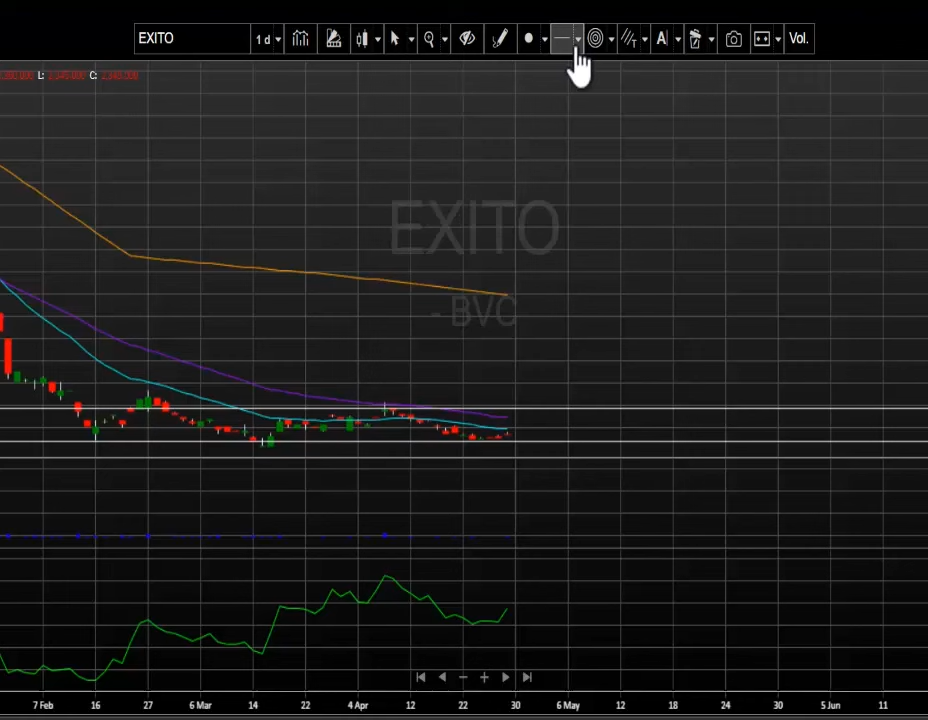 EXITO
1 d
A
Vol.
L: C:
EXITO
- BVC
7 Feb 16 27 6 Mar 14 22 4 Apr 12 22 30 6 May 12 18 24 30 5 Jun 11